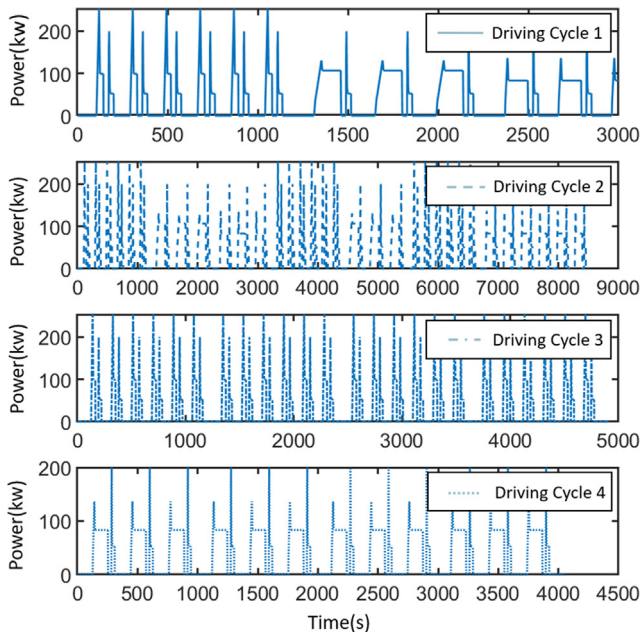 Power(kw)
200
100
0
Driving Cycle 1
0 500 1000 1500 2000 2500 3000
Power(kw)
200
100
0
Driving Cycle 2
0 1000 2000 3000 4000 5000 6000 7000 8000 9000
Power(kw)
200
100
0
Driving Cycle 3
0 1000 2000 3000 4000 5000
Power(kw)
200
100
0
Driving Cycle 4
0 500 1000 1500 2000 2500 3000 3500 4000 4500
Time(s)